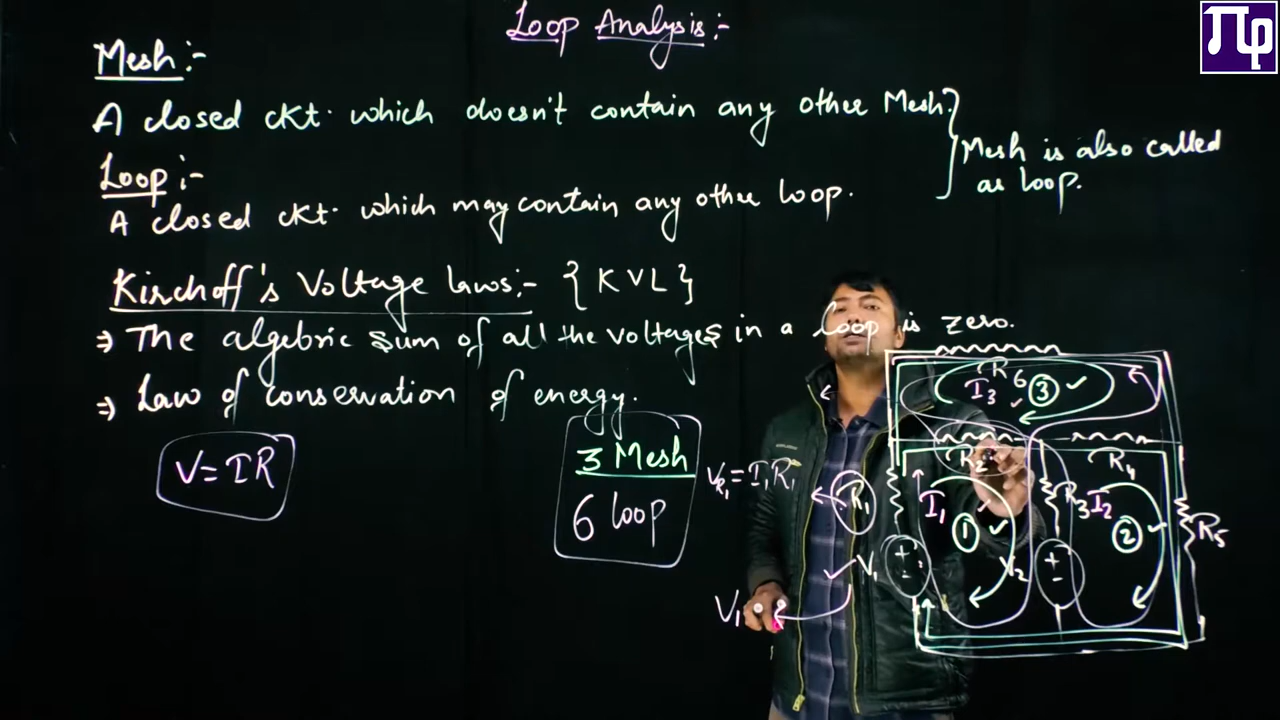 Loop Analysis:-
Mesh:-
A closed ckt. which doesn't contain any other Mesh.
Loop:-
A closed ckt. which may contain any other loop.
Mesh is also called
as loop.
Kirchoff's Voltage laws:- { KVL }
⇒ The algebric sum of all the voltages in a loop is zero.
⇒ Law of conservation of energy.
V=IR
3 Mesh
6 loop
R6
I3 ③ ✓
R2
R4
VR1 = I1R1
R1
I1
① ✓
R3
I2
② ✓
R5
✓ V1
+
-
V2
+
-
V1
πφ